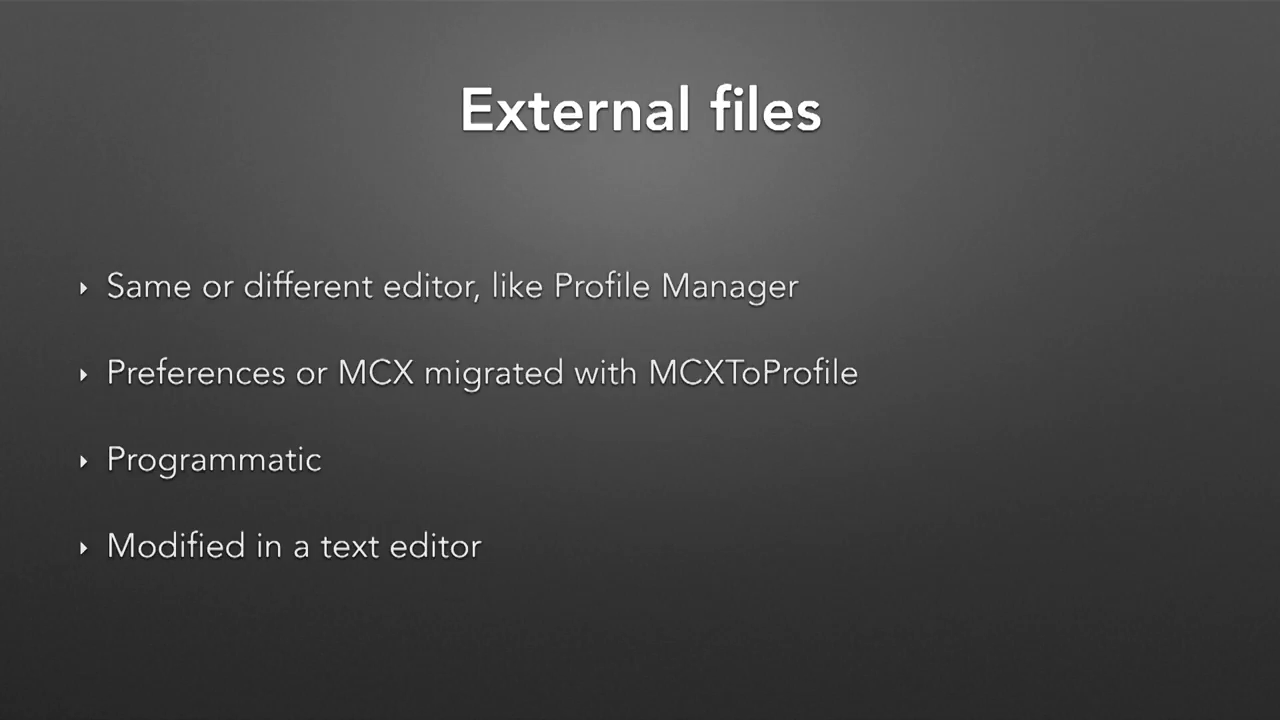 External files
Same or different editor, like Profile Manager
Preferences or MCX migrated with MCXToProfile
Programmatic
Modified in a text editor